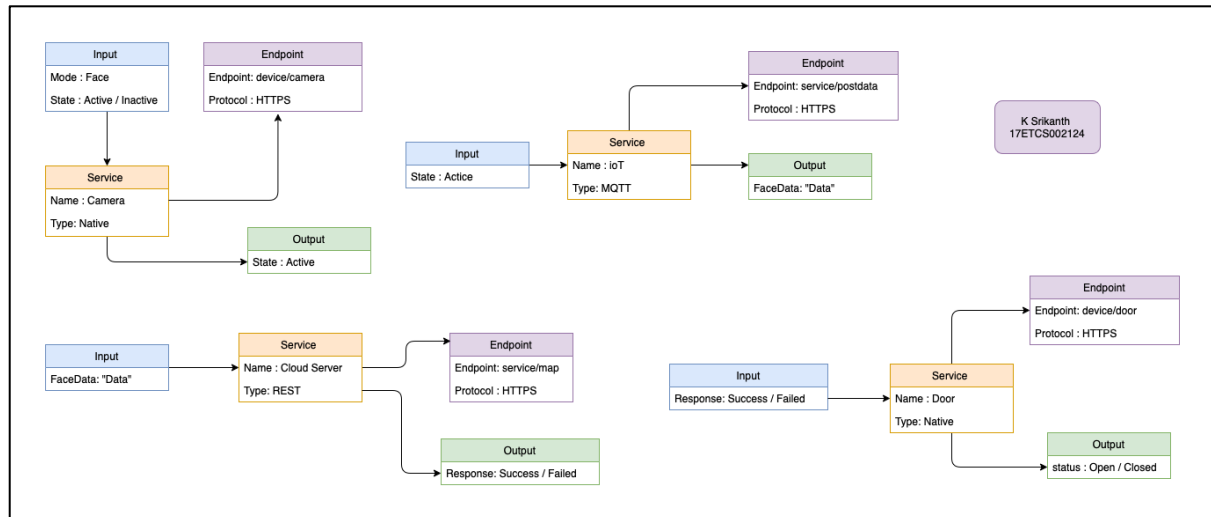 Input
Mode : Face
State : Active / Inactive
Endpoint
Endpoint: device/camera
Protocol : HTTPS
Service
Name : Camera
Type: Native
Output
State : Active
Input
State : Actice
Service
Name : ioT
Type: MQTT
Endpoint
Endpoint: service/postdata
Protocol : HTTPS
Output
FaceData: "Data"
K Srikanth
17ETCS002124
Input
FaceData: "Data"
Service
Name : Cloud Server
Type: REST
Endpoint
Endpoint: service/map
Protocol : HTTPS
Output
Response: Success / Failed
Input
Response: Success / Failed
Service
Name : Door
Type: Native
Endpoint
Endpoint: device/door
Protocol : HTTPS
Output
status : Open / Closed